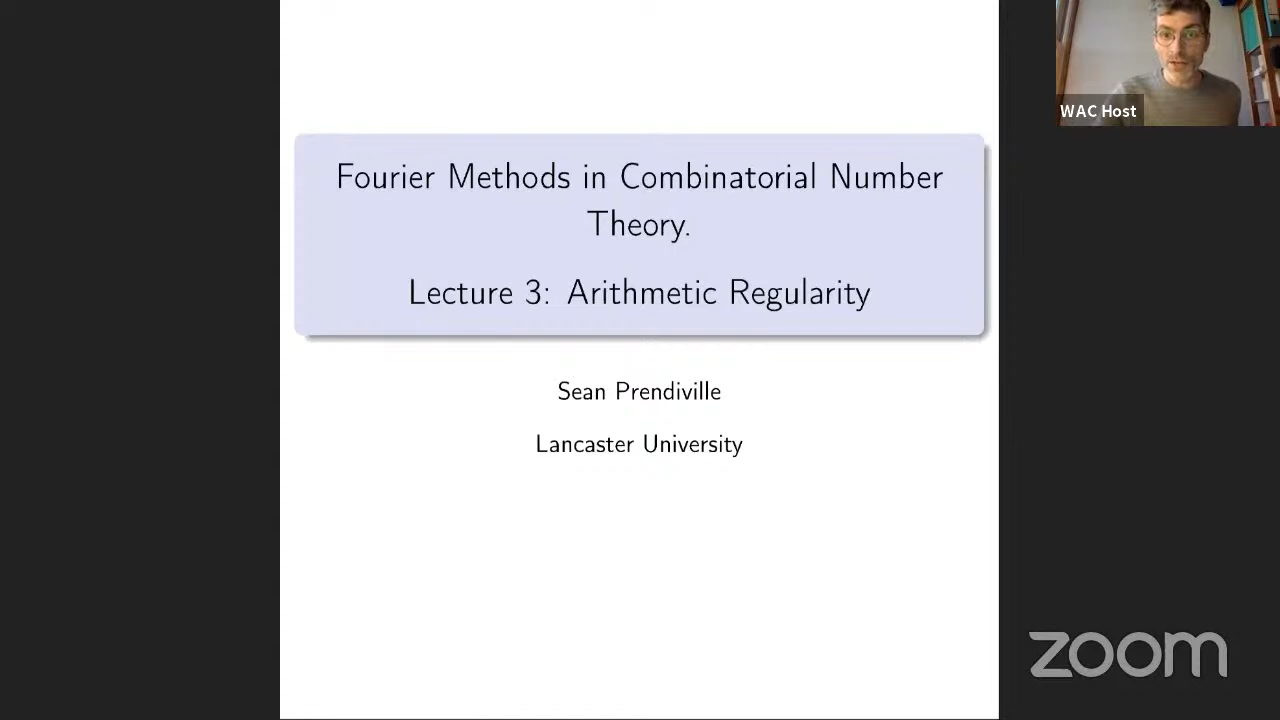 Fourier Methods in Combinatorial Number
Theory.
Lecture 3: Arithmetic Regularity
Sean Prendiville
Lancaster University
WAC Host
zoom